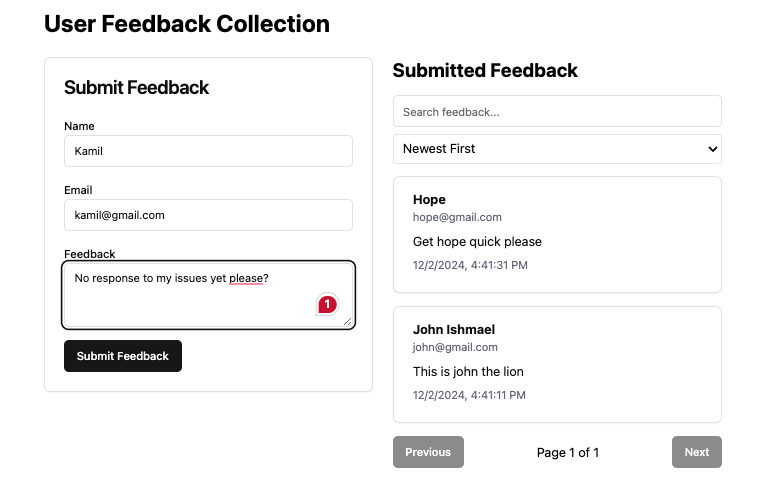 User Feedback Collection
Submit Feedback
Name
Kamil
Email
kamil@gmail.com
Feedback
No response to my issues yet please?
1
Submit Feedback
Submitted Feedback
Search feedback...
Newest First
Hope
hope@gmail.com
Get hope quick please
12/2/2024, 4:41:31 PM
John Ishmael
john@gmail.com
This is john the lion
12/2/2024, 4:41:11 PM
Previous
Page 1 of 1
Next